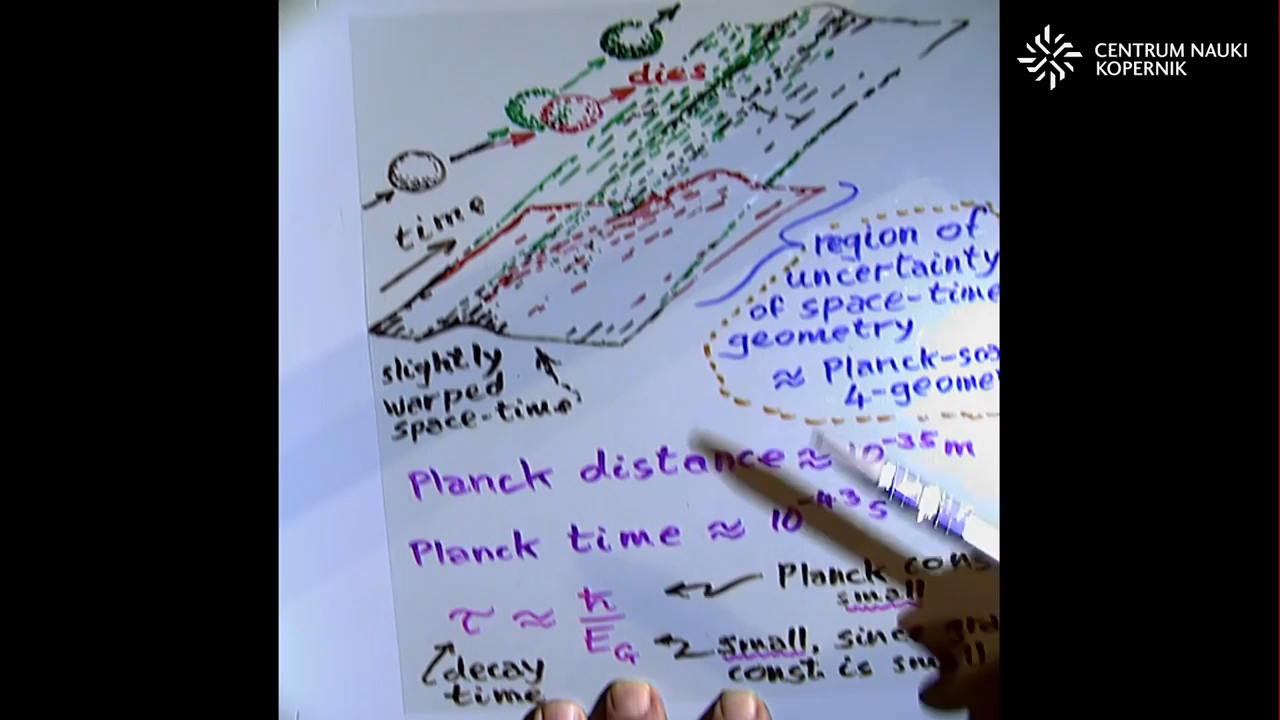 CENTRUM NAUKI
KOPERNIK
dies
time
region of
uncertainty
of space-time
geometry
≈ Planck-
4-
slightly
warped
space-time
Planck distance ≈ 10⁻³⁵ m
Planck time ≈ 10⁻⁴³ s
τ ≈ ħ/E_G
Planck
small
small, since
const. is small
decay
time